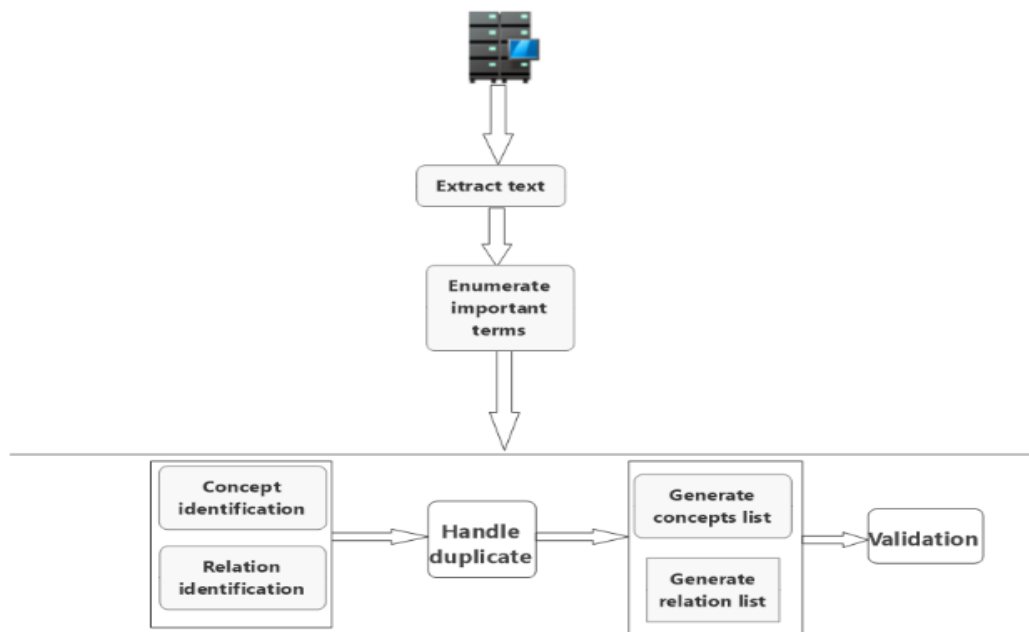 Extract text
Enumerate
important
terms
Concept
identification
Relation
identification
Handle
duplicate
Generate
concepts list
Generate
relation list
Validation